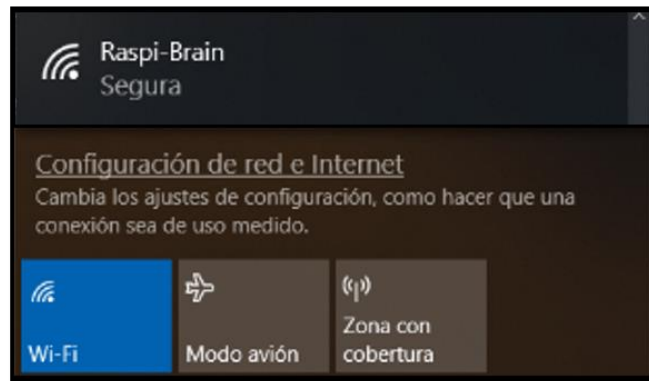 Raspi-Brain
Segura
Configuración de red e Internet
Cambia los ajustes de configuración, como hacer que una
conexión sea de uso medido.
Wi-Fi
Modo avión
Zona con
cobertura